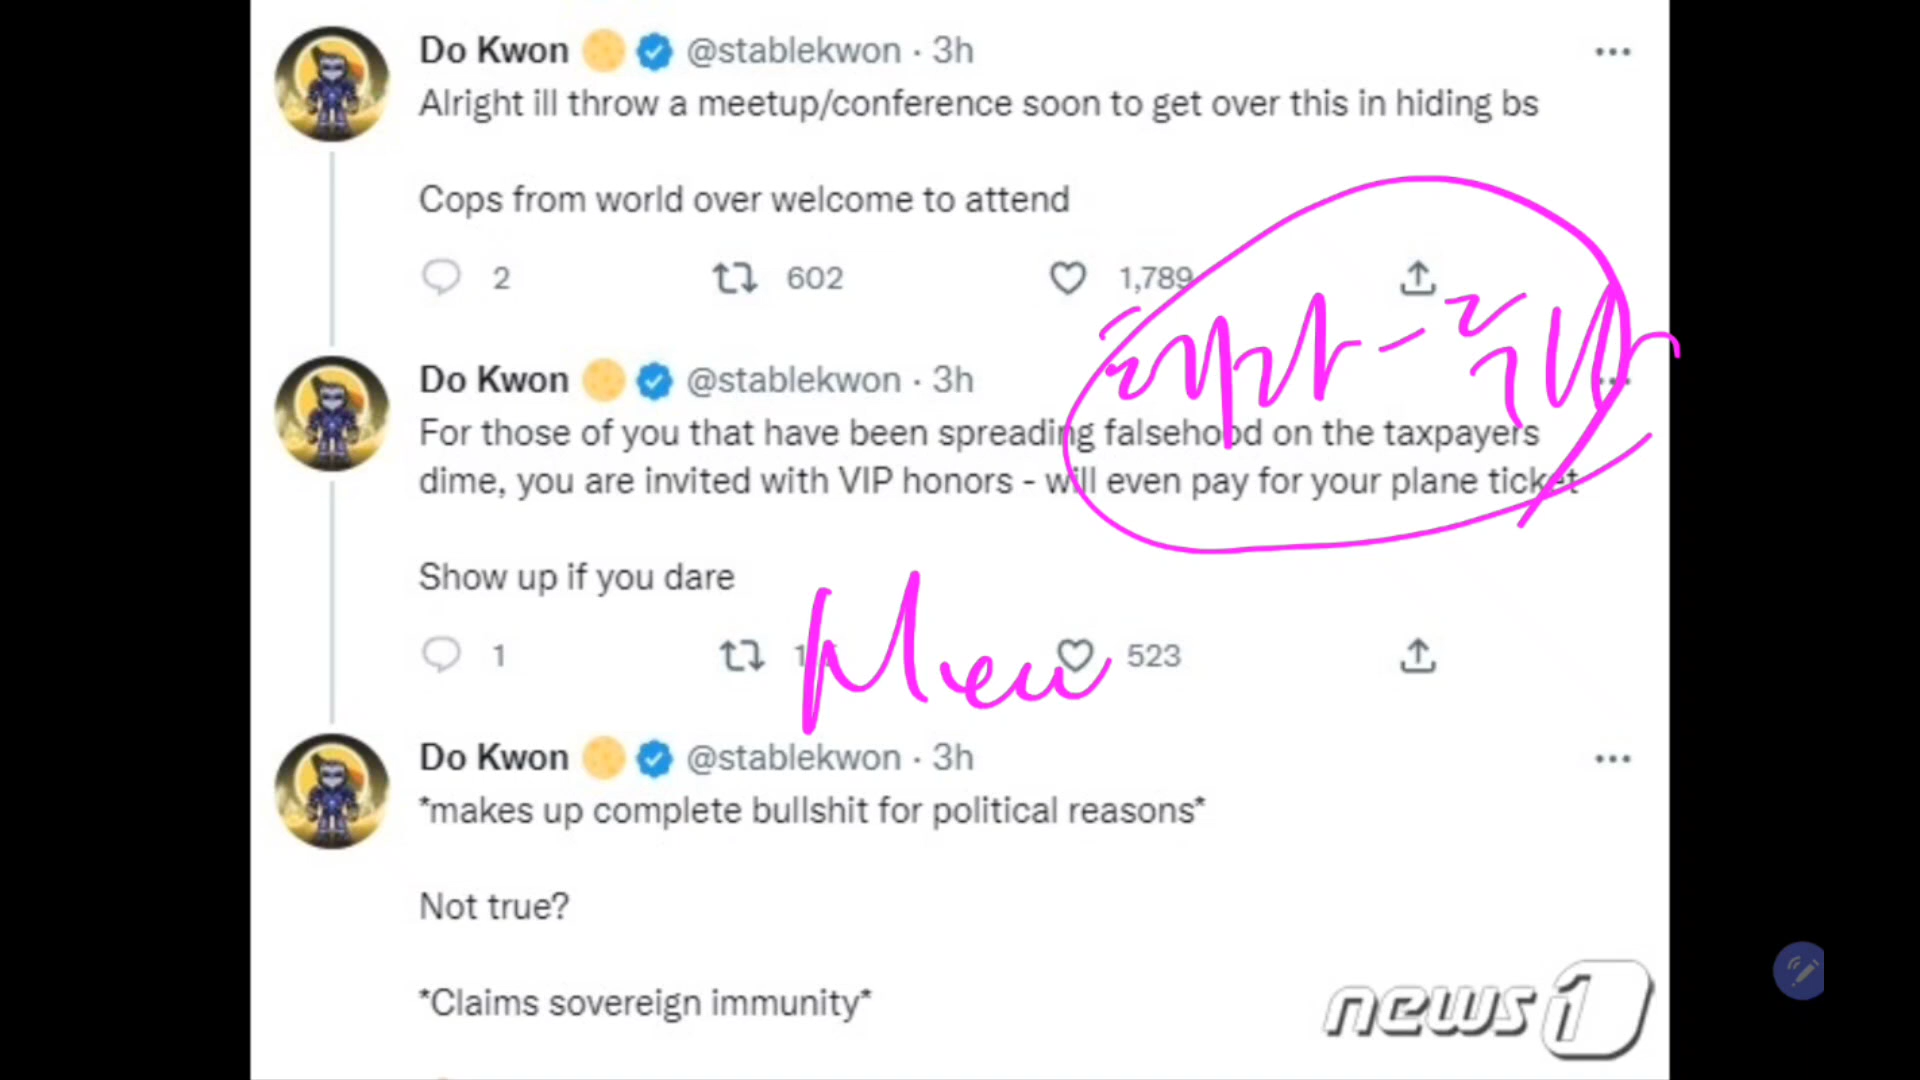 Do Kwon @stablekwon · 3h
Alright ill throw a meetup/conference soon to get over this in hiding bs
Cops from world over welcome to attend
2 602 1,789
Do Kwon @stablekwon · 3h
For those of you that have been spreading falsehood on the taxpayers
dime, you are invited with VIP honors - will even pay for your plane ticket
Show up if you dare
1 523
Do Kwon @stablekwon · 3h
*makes up complete bullshit for political reasons*
Not true?
*Claims sovereign immunity*
news1